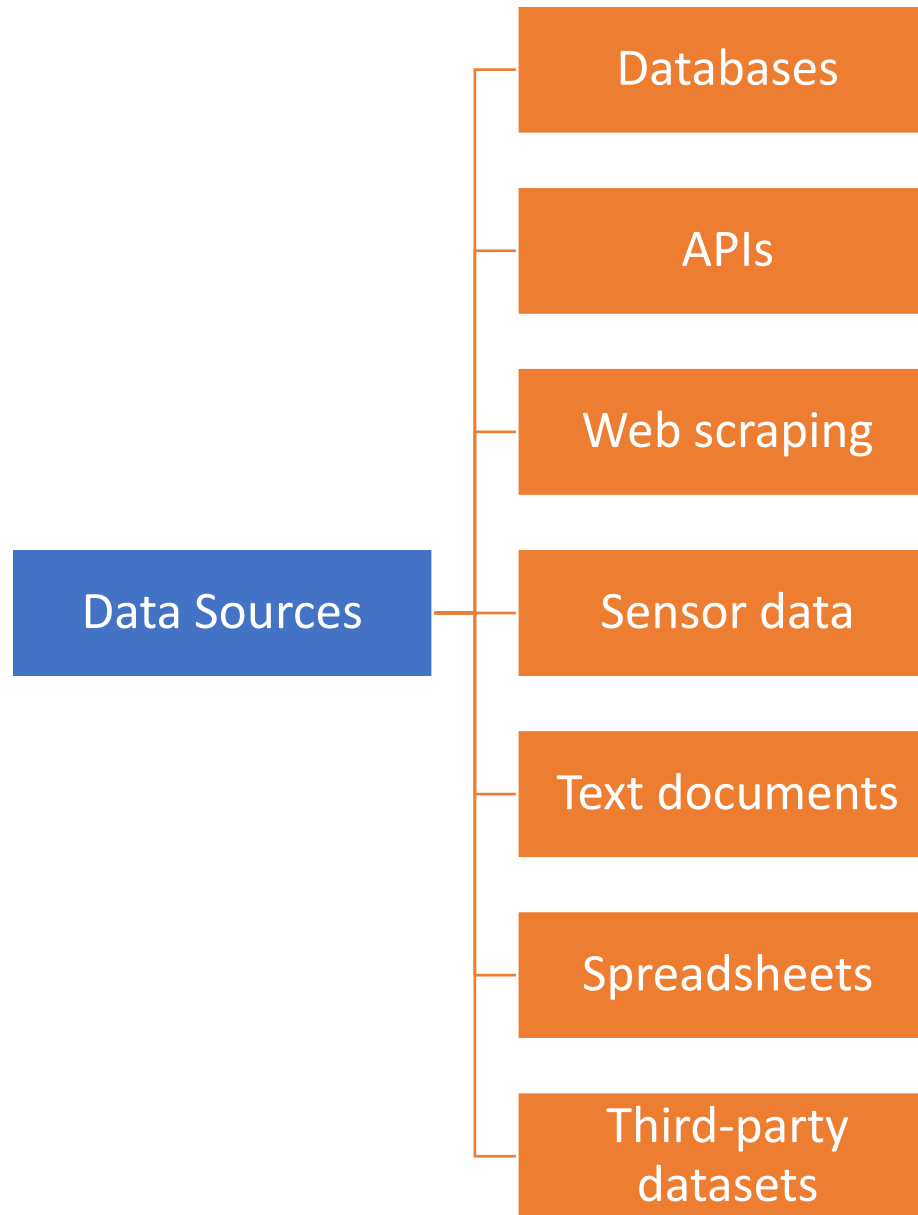 Databases
APIs
Web scraping
Data Sources
Sensor data
Text documents
Spreadsheets
Third-party
datasets